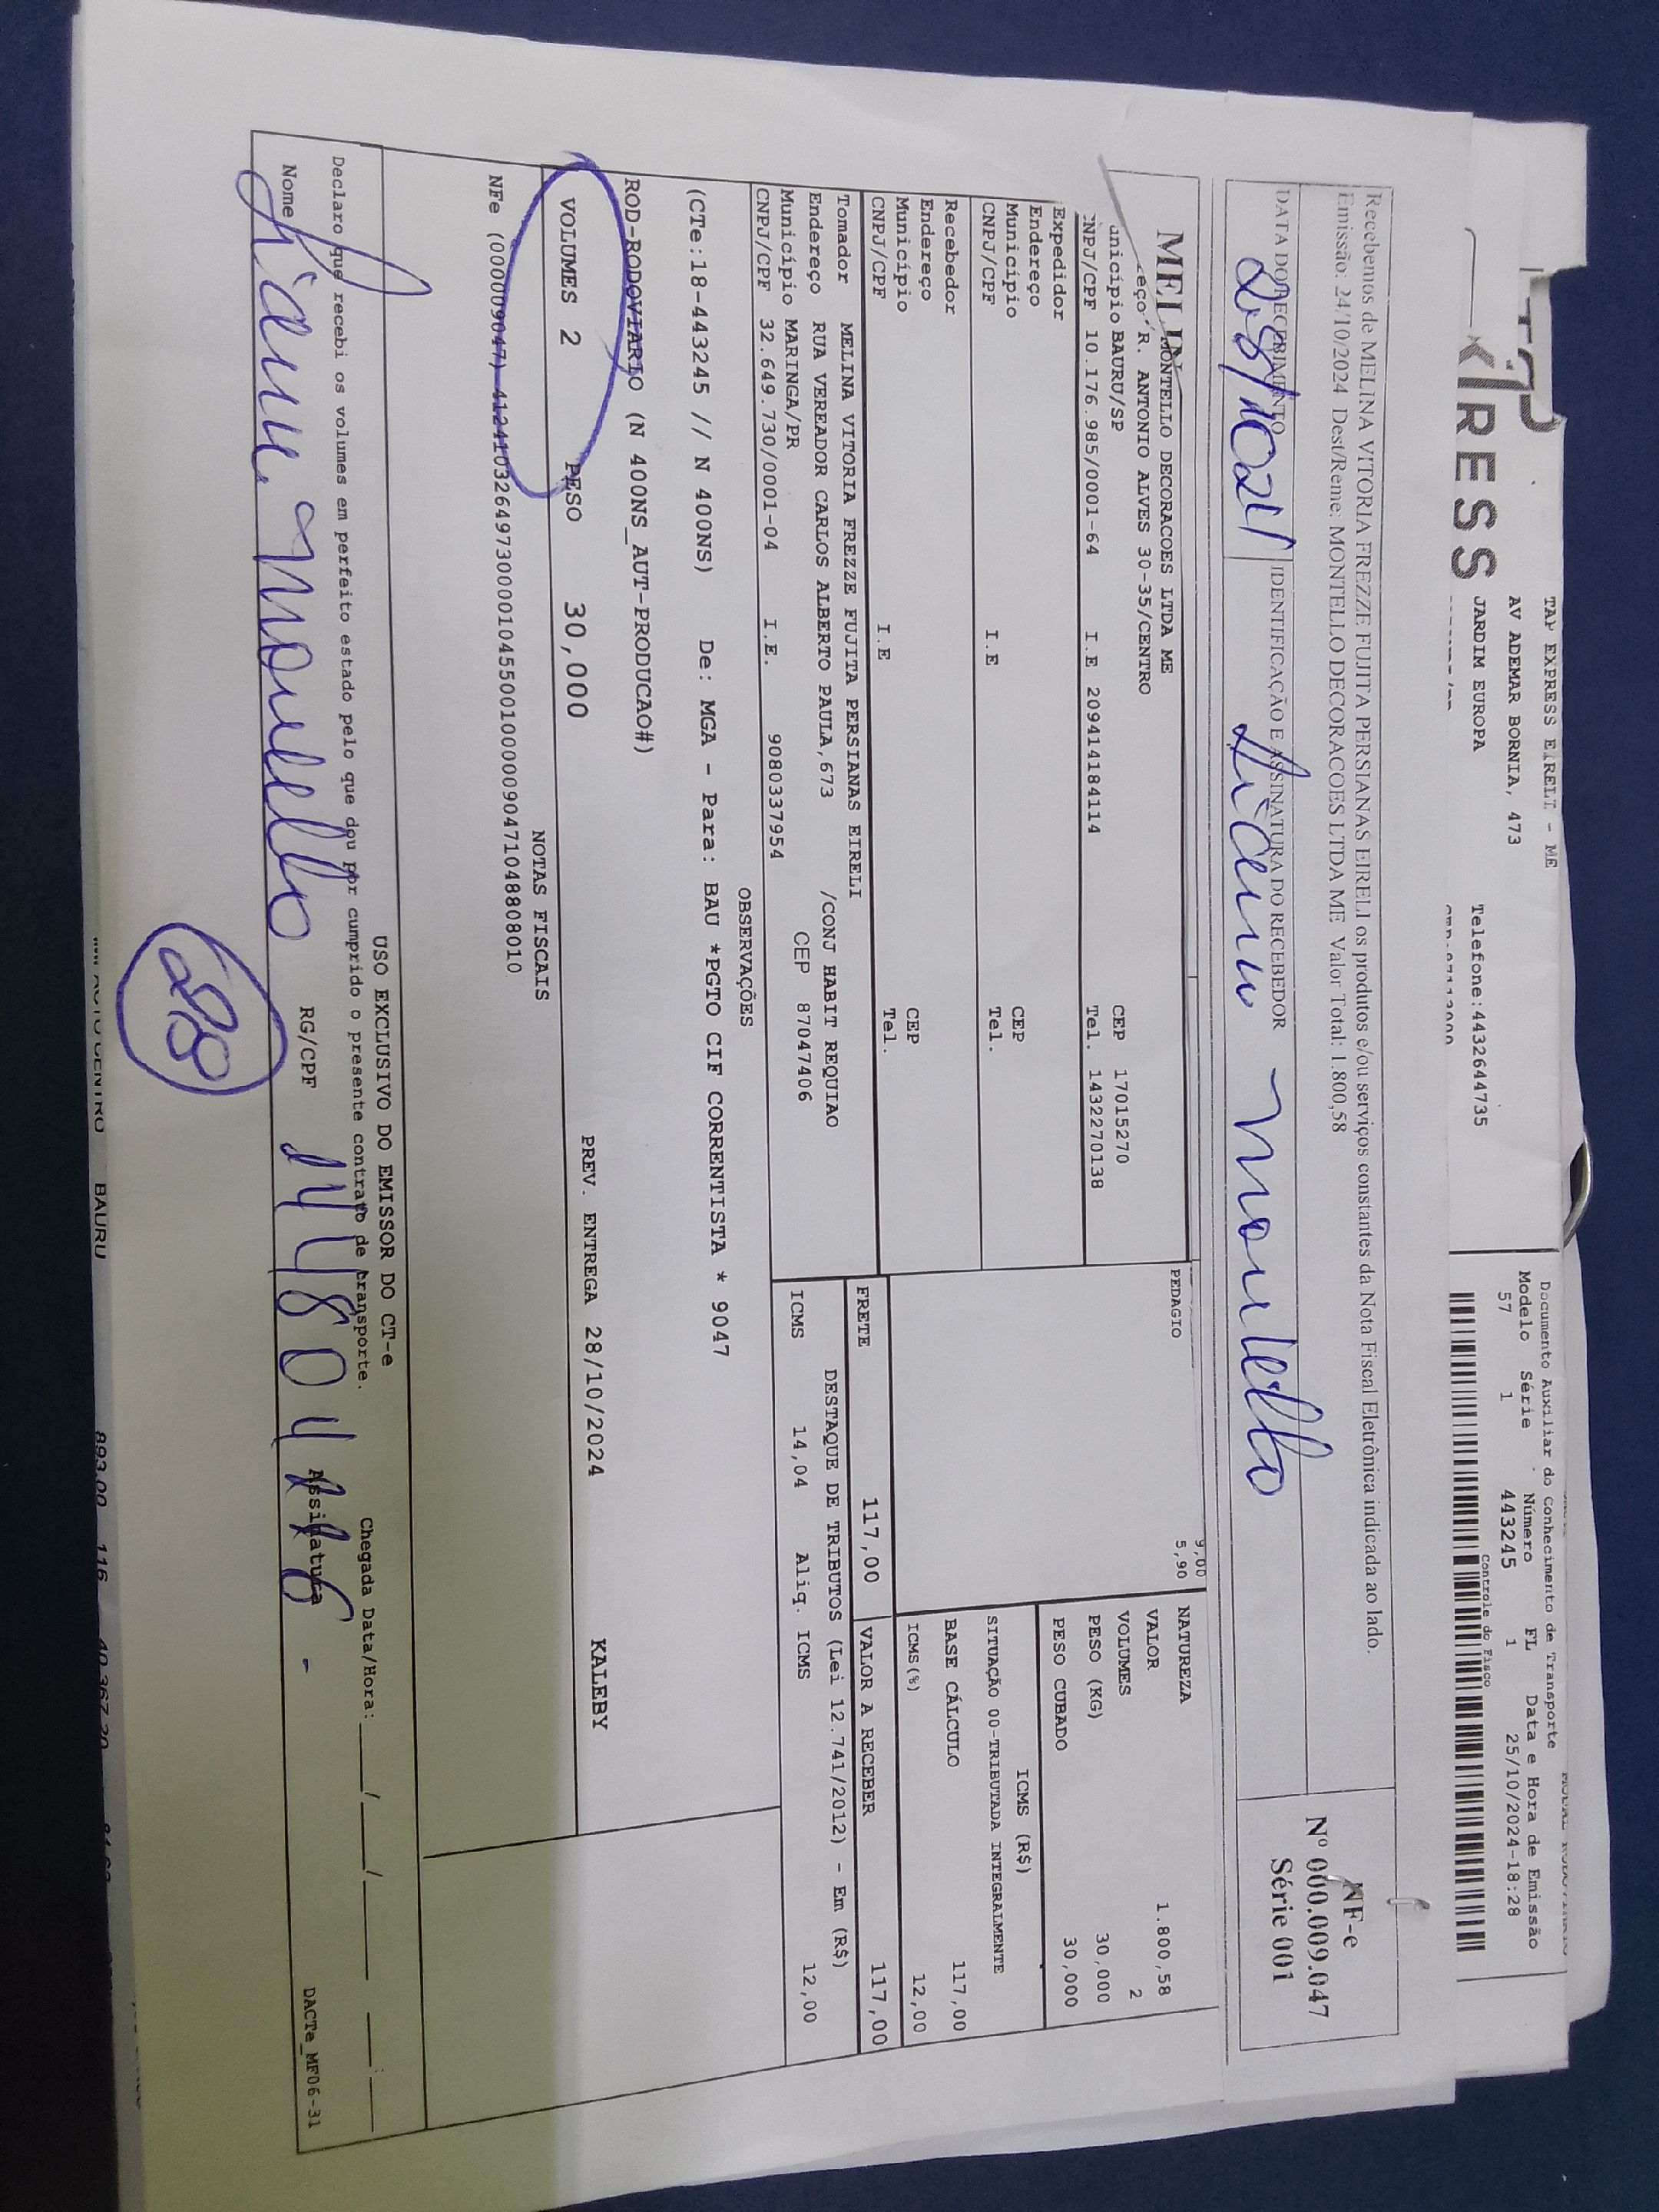 TAP EXPRESS EIRELI - ME
AV ADEMAR BORNIA, 473
JARDIM EUROPA Telefone:4432644735
Documento Auxiliar do Conhecimento de Transporte
Modelo Série Número FL Data e Hora de Emissão
57 1 443245 1 25/10/2024-18:28
Controle do Fisco
Recebemos de MELINA VITORIA FREZZE FUJITA PERSIANAS EIRELI os produtos e/ou serviços constantes da Nota Fiscal Eletrônica indicada ao lado.
Emissão: 24/10/2024 Dest/Reme: MONTELLO DECORACOES LTDA ME Valor Total: 1.800,58
NF-e
Nº 000.009.047
Série 001
DATA DO RECEBIMENTO IDENTIFICAÇÃO E ASSINATURA DO RECEBEDOR
MONTELLO DECORACOES LTDA ME
R. ANTONIO ALVES 30-35/CENTRO
BAURU/SP CEP 17015270
CNPJ/CPF 10.176.985/0001-64 I.E 209414184114 Tel. 1432270138
Expedidor
Endereço
Município CEP
CNPJ/CPF I.E Tel.
Recebedor
Endereço
Município CEP
CNPJ/CPF I.E Tel.
Tomador MELINA VITORIA FREZZE FUJITA PERSIANAS EIRELI
Endereço RUA VEREADOR CARLOS ALBERTO PAULA,673 /CONJ HABIT REQUIAO
Município MARINGA/PR CEP 87047406
CNPJ/CPF 32.649.730/0001-04 I.E. 9080337954
9,00
PEDAGIO 5,90
NATUREZA
VALOR 1.800,58
VOLUMES 2
PESO (KG) 30,000
PESO CUBADO 30,000
ICMS (R$)
SITUAÇÃO 00-TRIBUTADA INTEGRALMENTE
BASE CÁLCULO 117,00
ICMS(%) 12,00
FRETE 117,00 VALOR A RECEBER 117,00
DESTAQUE DE TRIBUTOS (Lei 12.741/2012) - Em (R$)
ICMS 14,04 Aliq. ICMS 12,00
OBSERVAÇÕES
(CTe:18-443245 // N 400NS) De: MGA - Para: BAU *PGTO CIF CORRENTISTA * 9047
ROD-RODOVIARIO (N 400NS_AUT-PRODUCAO#)
VOLUMES 2 PESO 30,000 PREV. ENTREGA 28/10/2024 KALEBY
NOTAS FISCAIS
NFe (000009047) 41241032649730000104550010000090471048808010
USO EXCLUSIVO DO EMISSOR DO CT-e
Declaro que recebi os volumes em perfeito estado pelo que dou por cumprido o presente contrato de transporte. Chegada Data/Hora:
Nome RG/CPF Assinatura
DACTe_MF06-31
BAURU